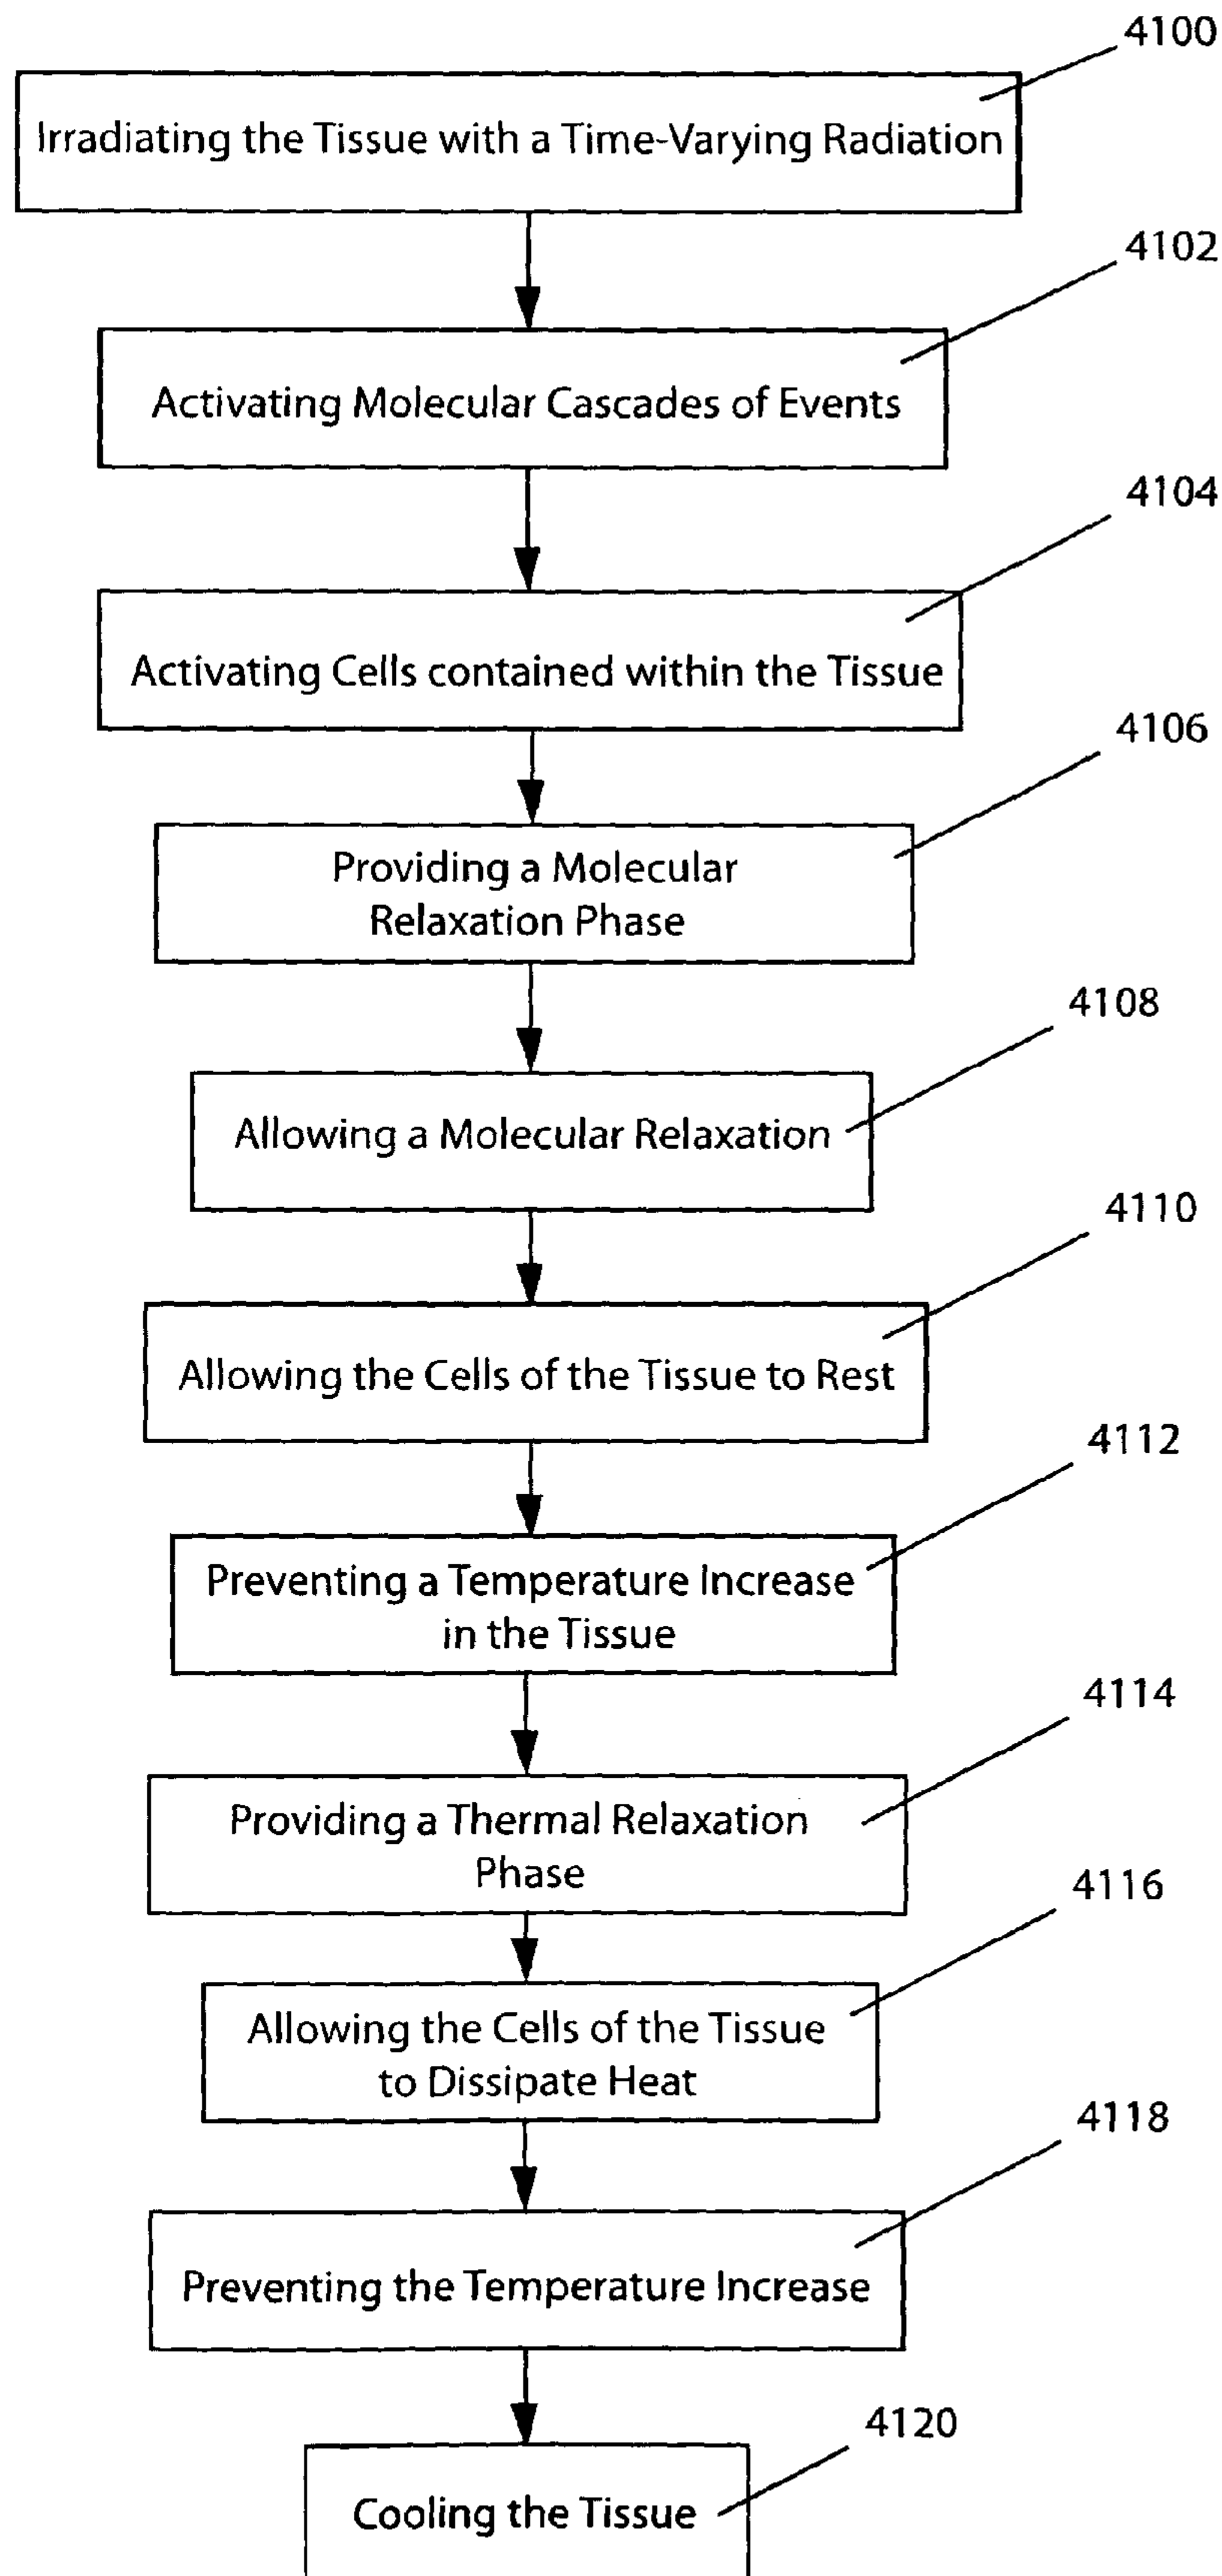 4100
Irradiating the Tissue with a Time-Varying Radiation
4102
Activating Molecular Cascades of Events
4104
Activating Cells contained within the Tissue
4106
Providing a Molecular
Relaxation Phase
4108
Allowing a Molecular Relaxation
4110
Allowing the Cells of the Tissue to Rest
4112
Preventing a Temperature Increase
in the Tissue
4114
Providing a Thermal Relaxation
Phase
4116
Allowing the Cells of the Tissue
to Dissipate Heat
4118
Preventing the Temperature Increase
4120
Cooling the Tissue